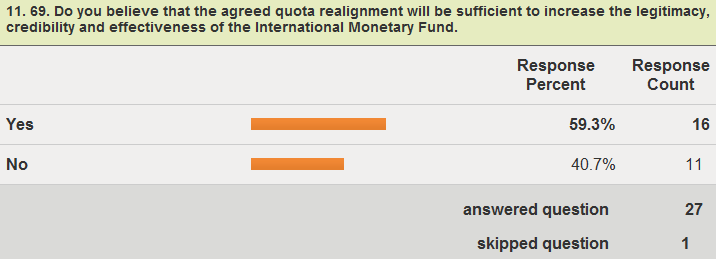 11. 69. Do you believe that the agreed quota realignment will be sufficient to increase the legitimacy,
credibility and effectiveness of the International Monetary Fund.
Response Percent Response Count
Yes 59.3% 16
No 40.7% 11
answered question 27
skipped question 1